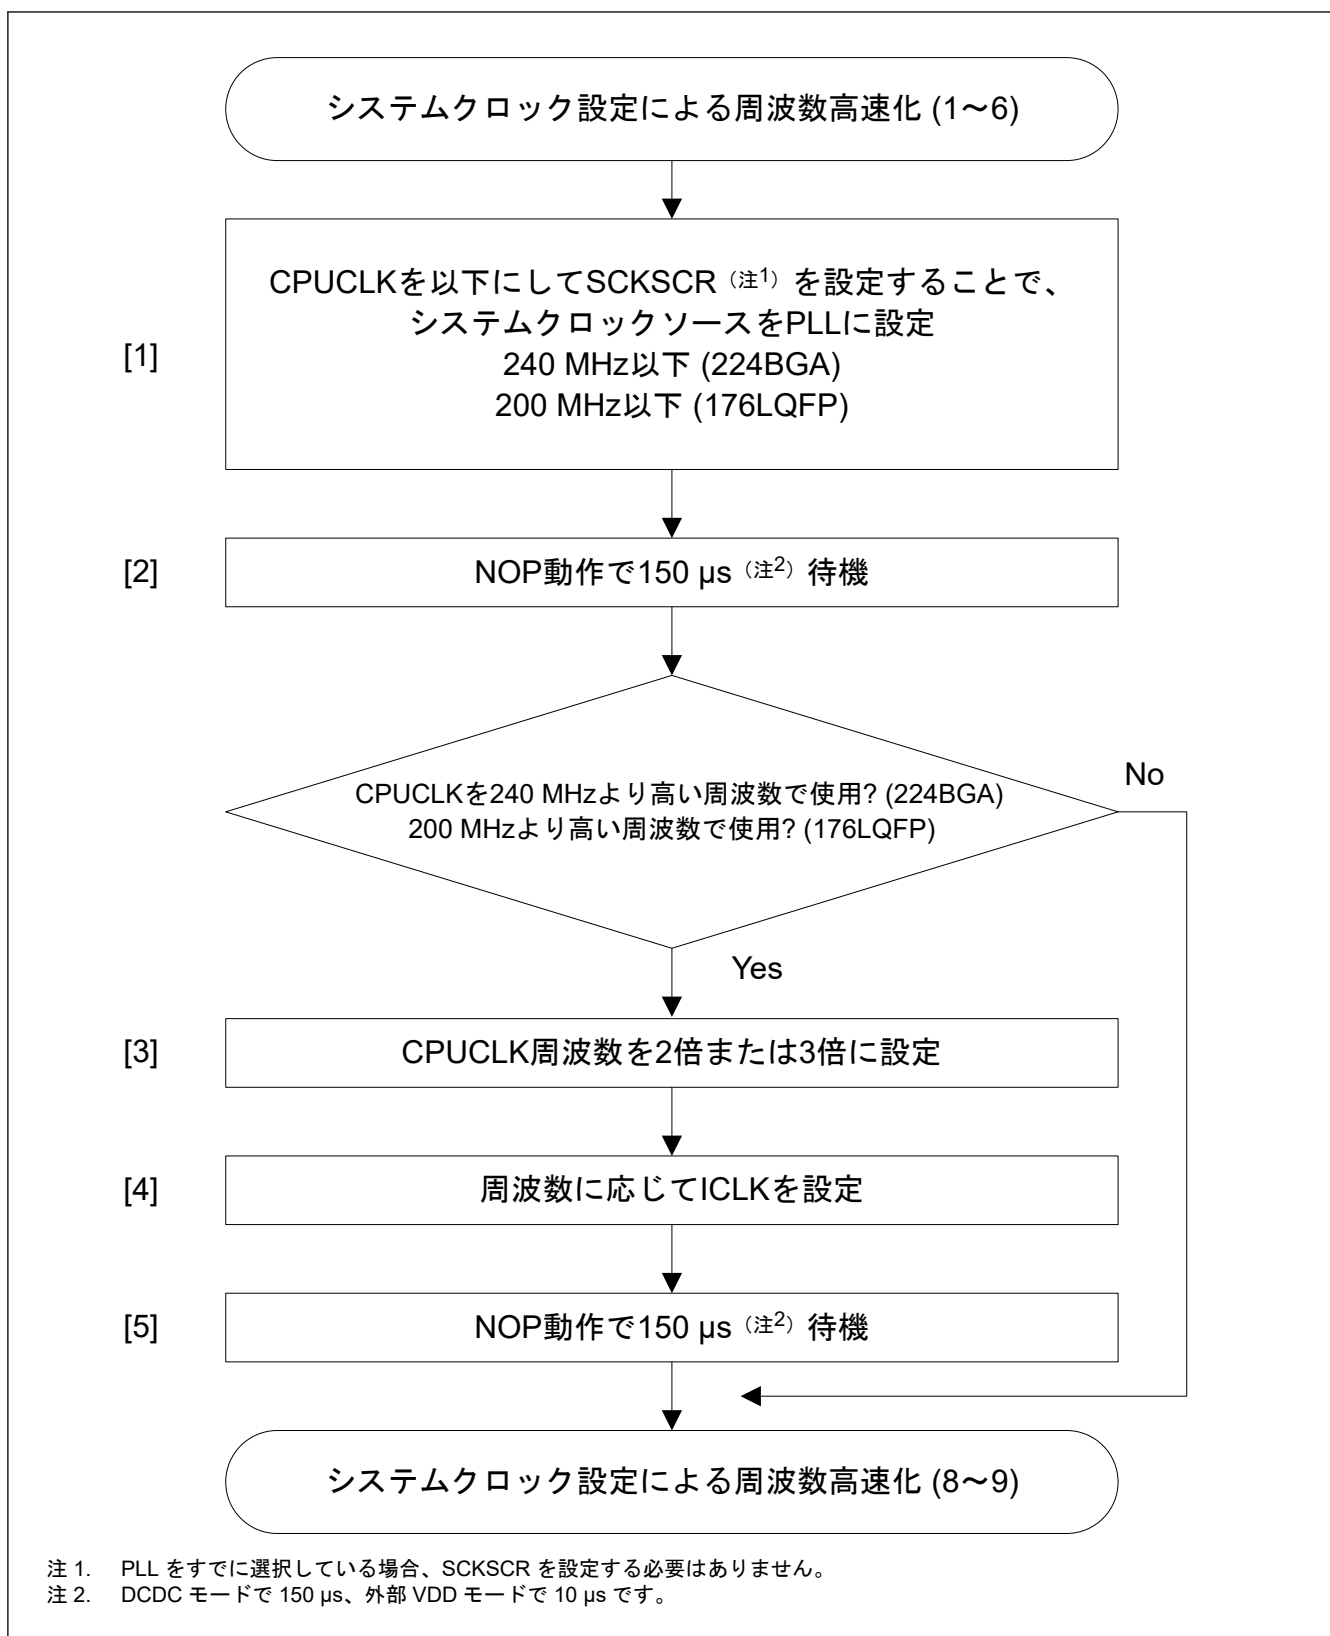 システムクロック設定による周波数高速化 (1～6)
[1]
CPUCLKを以下にしてSCKSCR（注1）を設定することで、
システムクロックソースをPLLに設定
240 MHz以下 (224BGA)
200 MHz以下 (176LQFP)
[2]
NOP動作で150 µs（注2）待機
CPUCLKを240 MHzより高い周波数で使用? (224BGA)
200 MHzより高い周波数で使用? (176LQFP)
No
Yes
[3]
CPUCLK周波数を2倍または3倍に設定
[4]
周波数に応じてICLKを設定
[5]
NOP動作で150 µs（注2）待機
システムクロック設定による周波数高速化 (8～9)
注 1. PLL をすでに選択している場合、SCKSCR を設定する必要はありません。
注 2. DCDC モードで 150 µs、外部 VDD モードで 10 µs です。